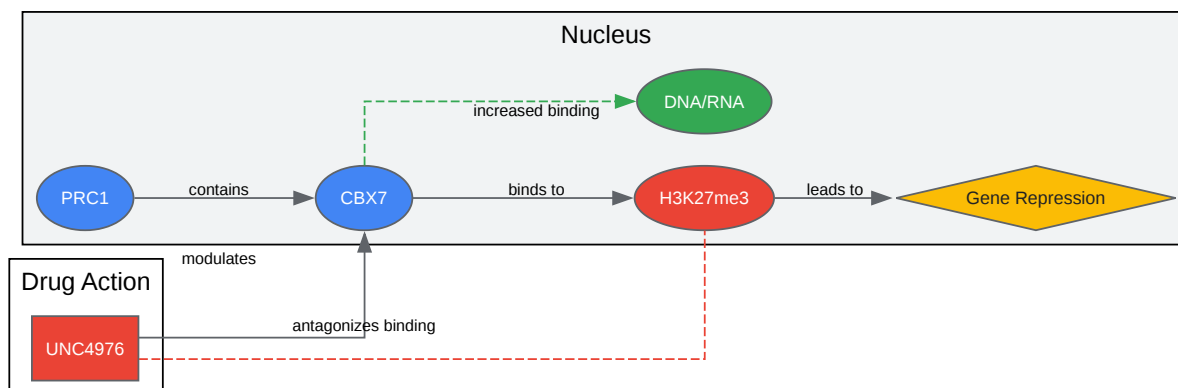 Nucleus
DNA/RNA
increased binding
PRC1
contains
CBX7
binds to
H3K27me3
leads to
Gene Repression
modulates
Drug Action
antagonizes binding
UNC4976